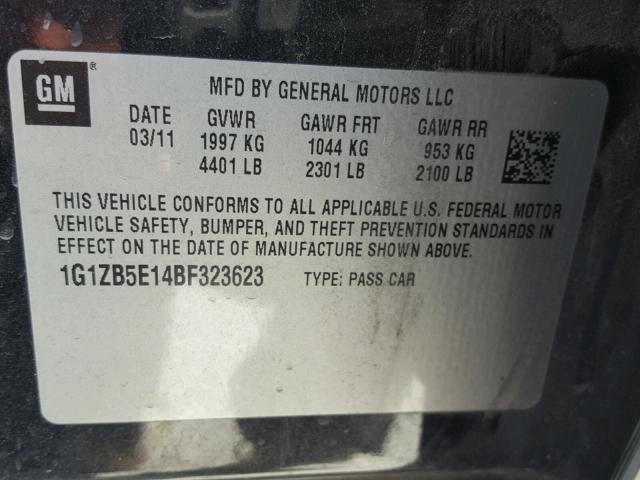 GM ®
MFD BY GENERAL MOTORS LLC
DATE GVWR GAWR FRT GAWR RR
03/11 1997 KG 1044 KG 953 KG
4401 LB 2301 LB 2100 LB
THIS VEHICLE CONFORMS TO ALL APPLICABLE U.S. FEDERAL MOTOR
VEHICLE SAFETY, BUMPER, AND THEFT PREVENTION STANDARDS IN
EFFECT ON THE DATE OF MANUFACTURE SHOWN ABOVE.
1G1ZB5E14BF323623 TYPE: PASS CAR